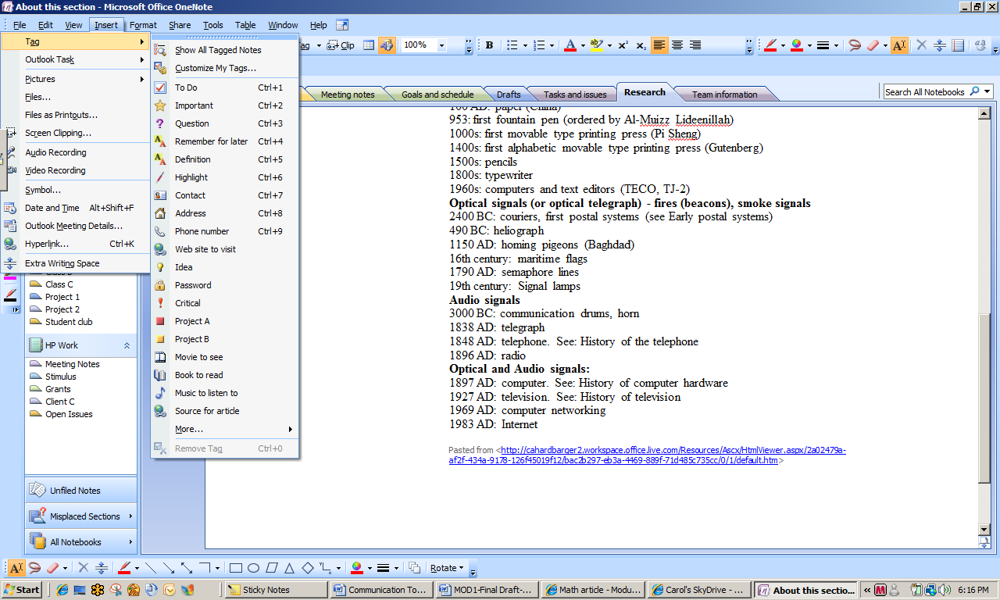 About this section - Microsoft Office OneNote
File Edit View Insert Format Share Tools Table Window Help
Tag
Outlook Task
Pictures
Files...
Files as Printouts...
Screen Clipping...
Audio Recording
Video Recording
Symbol...
Date and Time Alt+Shift+F
Outlook Meeting Details...
Hyperlink... Ctrl+K
Extra Writing Space
Show All Tagged Notes
Customize My Tags...
To Do Ctrl+1
Important Ctrl+2
Question Ctrl+3
Remember for later Ctrl+4
Definition Ctrl+5
Highlight Ctrl+6
Contact Ctrl+7
Address Ctrl+8
Phone number Ctrl+9
Web site to visit
Idea
Password
Critical
Project A
Project B
Movie to see
Book to read
Music to listen to
Source for article
More...
Remove Tag Ctrl+0
Clip 100%
Meeting notes Goals and schedule Drafts Tasks and issues Research Team information
Search All Notebooks
Class C
Project 1
Project 2
Student club
HP Work
Meeting Notes
Stimulus
Grants
Client C
Open Issues
Unfiled Notes
Misplaced Sections
All Notebooks
100 AD: paper (China)
953: first fountain pen (ordered by Al-Muizz Lideenillah)
1000s: first movable type printing press (Pi Sheng)
1400s: first alphabetic movable type printing press (Gutenberg)
1500s: pencils
1800s: typewriter
1960s: computers and text editors (TECO, TJ-2)
Optical signals (or optical telegraph) - fires (beacons), smoke signals
2400 BC: couriers, first postal systems (see Early postal systems)
490 BC: heliograph
1150 AD: homing pigeons (Baghdad)
16th century: maritime flags
1790 AD: semaphore lines
19th century: Signal lamps
Audio signals
3000 BC: communication drums, horn
1838 AD: telegraph
1848 AD: telephone. See: History of the telephone
1896 AD: radio
Optical and Audio signals:
1897 AD: computer. See: History of computer hardware
1927 AD: television. See: History of television
1969 AD: computer networking
1983 AD: Internet
Pasted from <http://cahardbarger2.workspace.office.live.com/Resources/Ascx/HtmlViewer.aspx/2a02479a-
af2f-434a-9178-126f45019f12/bac2b297-eb3a-4469-889f-71d485c735cc/0/1/default.htm>
Rotate
Start Sticky Notes Communication To... MOD1-Final Draft-... Math article - Modu... Carol's SkyDrive - ... About this sectio... 6:16 PM